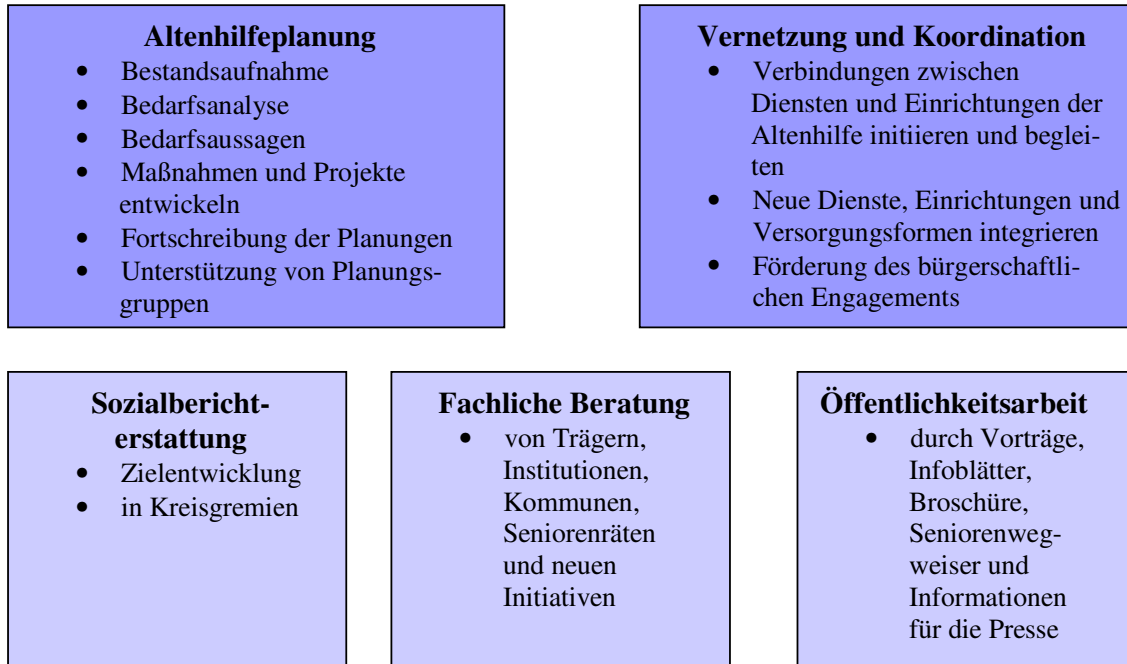 Altenhilfeplanung
• Bestandsaufnahme
• Bedarfsanalyse
• Bedarfsaussagen
• Maßnahmen und Projekte
entwickeln
• Fortschreibung der Planungen
• Unterstützung von Planungs-
gruppen
Vernetzung und Koordination
• Verbindungen zwischen
Diensten und Einrichtungen der
Altenhilfe initiieren und beglei-
ten
• Neue Dienste, Einrichtungen und
Versorgungsformen integrieren
• Förderung des bürgerschaftli-
chen Engagements
Sozialbericht-
erstattung
• Zielentwicklung
• in Kreisgremien
Fachliche Beratung
• von Trägern,
Institutionen,
Kommunen,
Seniorenräten
und neuen
Initiativen
Öffentlichkeitsarbeit
• durch Vorträge,
Infoblätter,
Broschüre,
Seniorenweg-
weiser und
Informationen
für die Presse